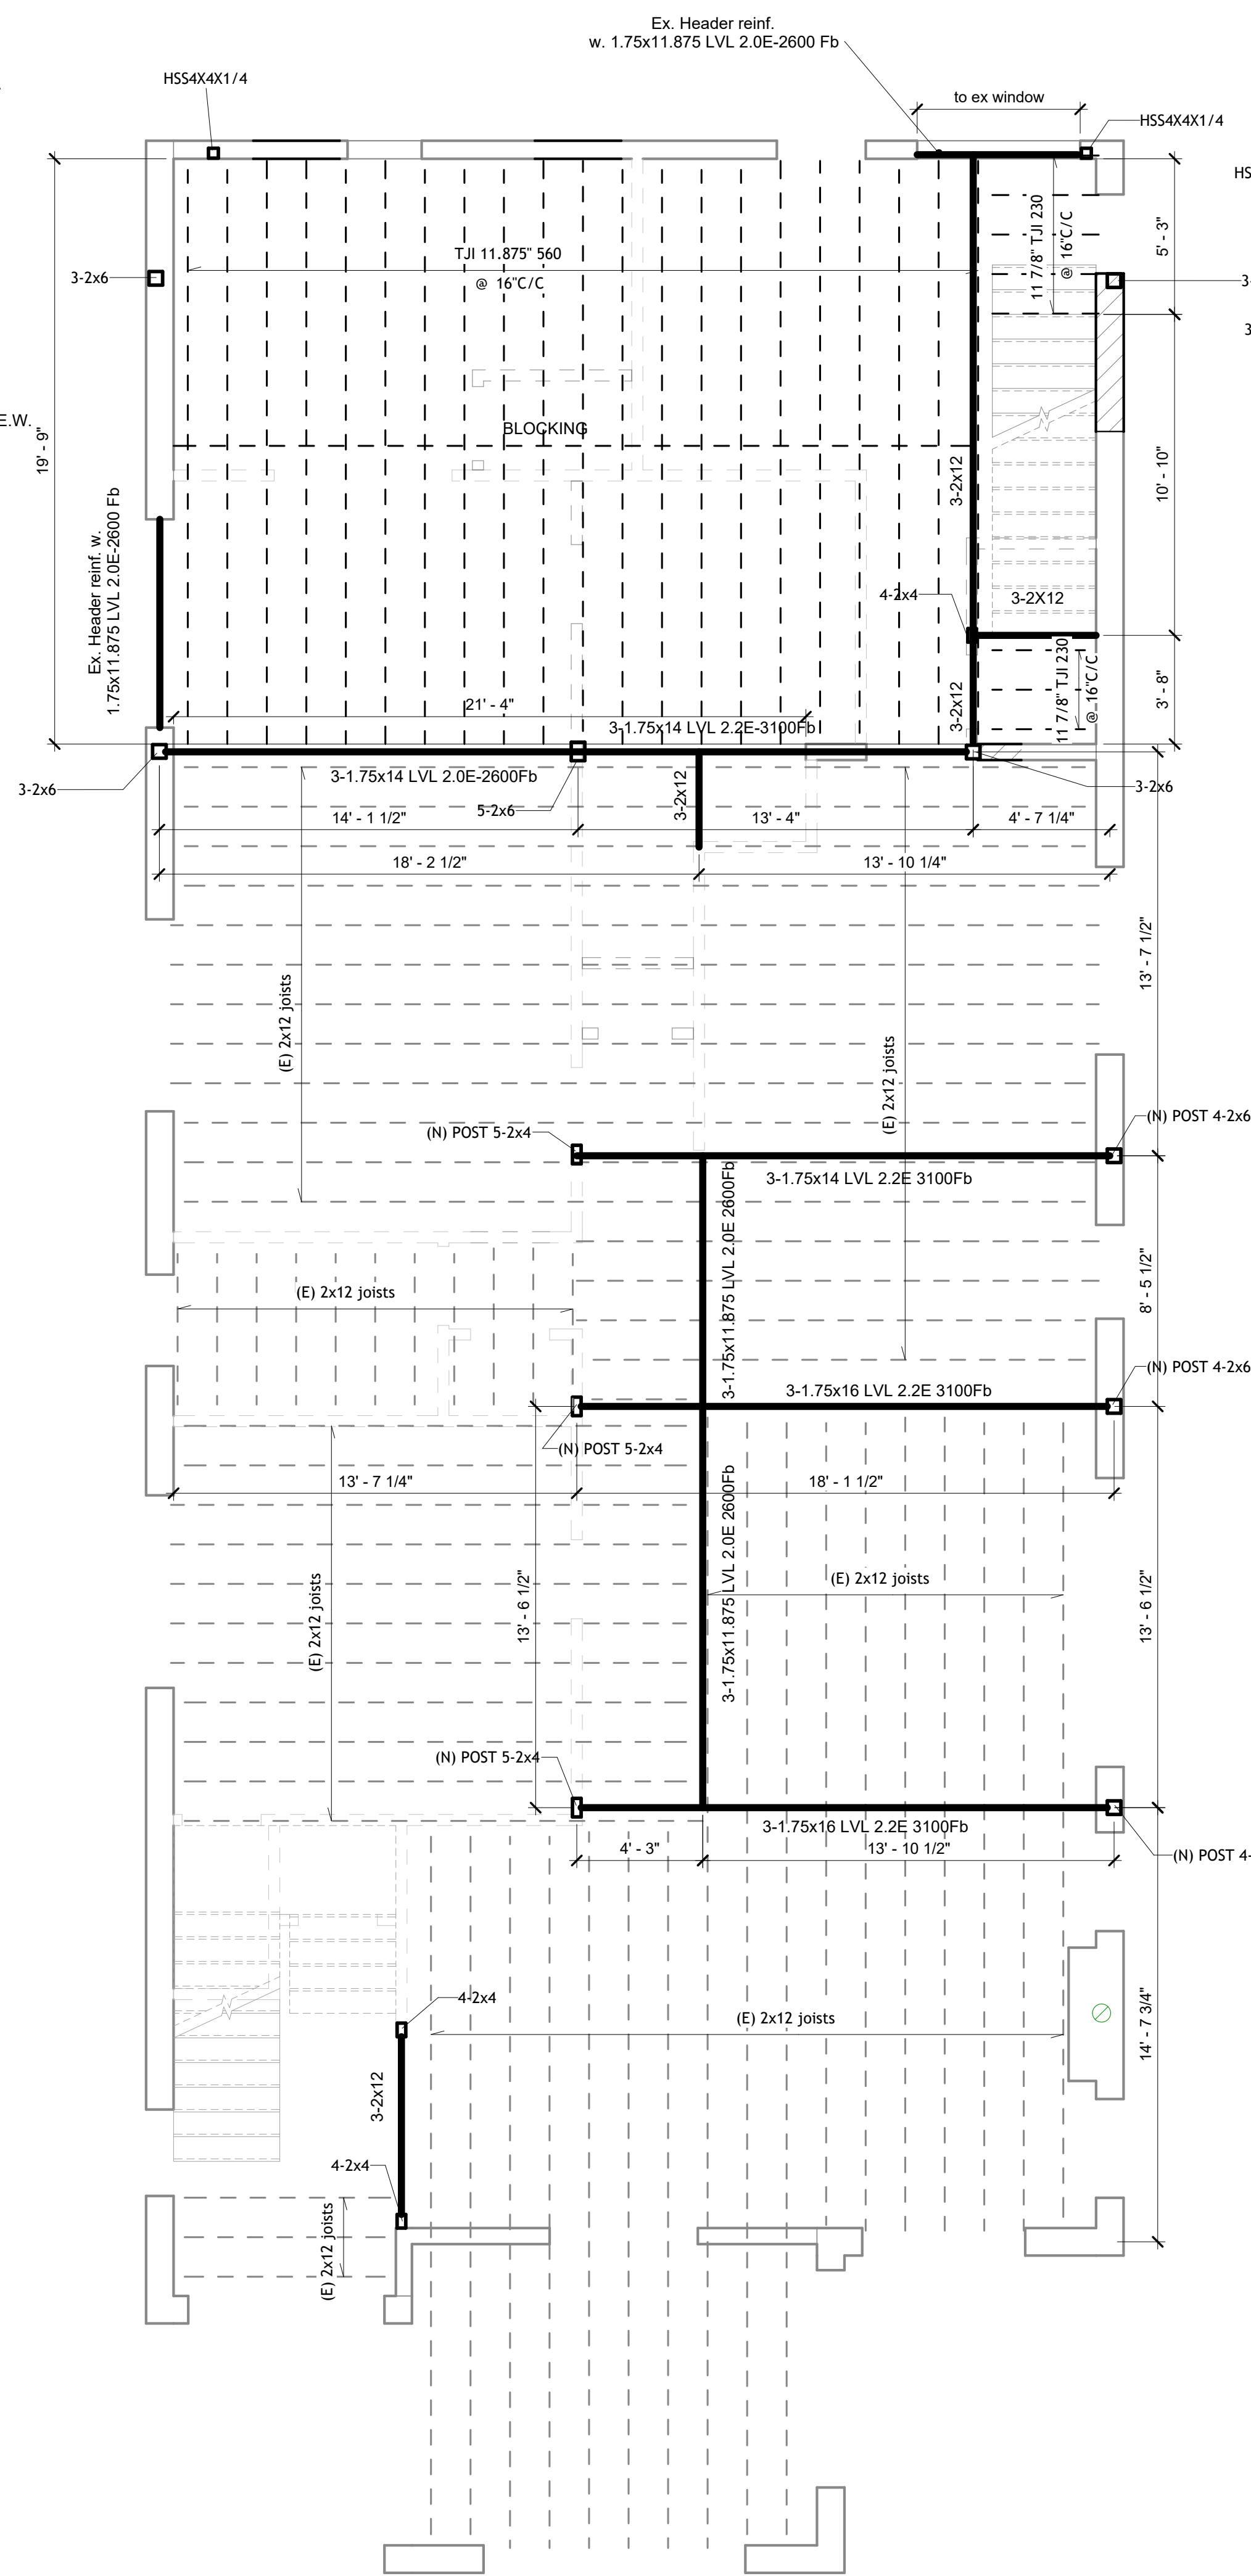 Ex. Header reinf.
w. 1.75x11.875 LVL 2.0E-2600 Fb
HSS4X4X1/4
to ex window
HSS4X4X1/4
HS
3-2x6
TJI 11.875" 560
@ 16"C/C
11 7/8" TJI 230
@ 16"C/C
5' - 3"
3-
3
E.W.
19' - 9"
BLOCKING
3-2x12
10' - 10"
Ex. Header reinf. w.
1.75x11.875 LVL 2.0E-2600 Fb
4-2x4
3-2X12
11 7/8" TJI 230
@ 16"C/C
3' - 8"
3-2x12
21' - 4"
3-1.75x14 LVL 2.2E-3100Fb
3-1.75x14 LVL 2.0E-2600Fb
3-2x6
5-2x6
3-2x12
3-2x6
14' - 1 1/2"
13' - 4"
4' - 7 1/4"
18' - 2 1/2"
13' - 10 1/4"
13' - 7 1/2"
(E) 2x12 joists
(E) 2x12 joists
(N) POST 5-2x4
(N) POST 4-2x6
3-1.75x14 LVL 2.2E 3100Fb
3-1.75x11.875 LVL 2.0E 2600Fb
8' - 5 1/2"
(E) 2x12 joists
3-1.75x16 LVL 2.2E 3100Fb
(N) POST 4-2x6
(N) POST 5-2x4
13' - 7 1/4"
18' - 1 1/2"
3-1.75x11.875 LVL 2.0E 2600Fb
(E) 2x12 joists
(E) 2x12 joists
13' - 6 1/2"
13' - 6 1/2"
(N) POST 5-2x4
3-1.75x16 LVL 2.2E 3100Fb
4' - 3"
13' - 10 1/2"
(N) POST 4-
4-2x4
(E) 2x12 joists
14' - 7 3/4"
3-2x12
4-2x4
(E) 2x12 joists